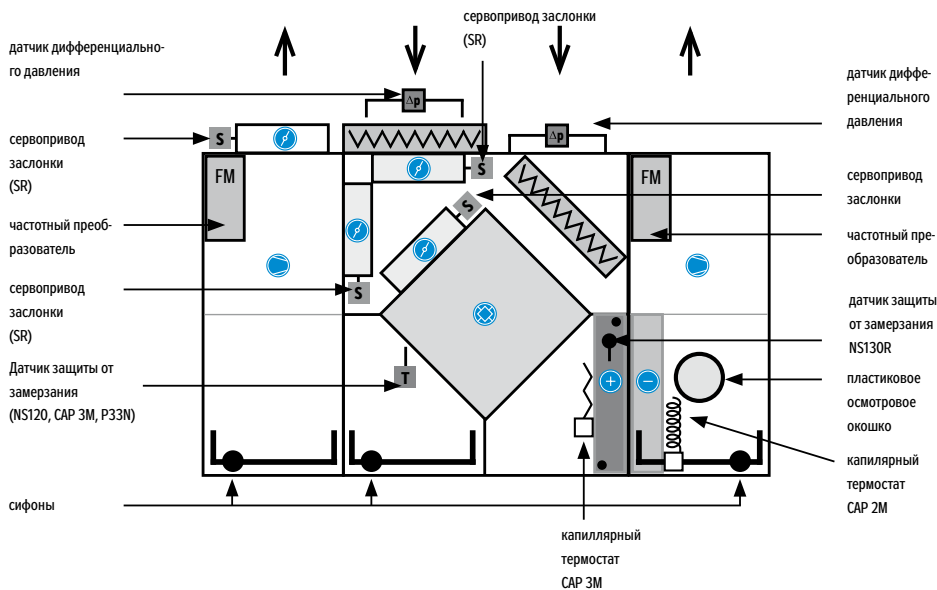 сервопривод заслонки
(SR)
датчик дифференциально-
го давления
датчик диффе-
ренциального
давления
Δp
Δp
сервопривод
заслонки
(SR)
S
S
FM
FM
сервопривод
заслонки
S
частотный преоб-
разователь
частотный пре-
образователь
сервопривод
заслонки
(SR)
S
датчик защиты
от замерзания
NS130R
Датчик защиты от
замерзания
(NS120, CAP 3M, P33N)
T
пластиковое
осмотровое
окошко
капилярный
термостат
CAP 2M
сифоны
капиллярный
термостат
CAP 3M